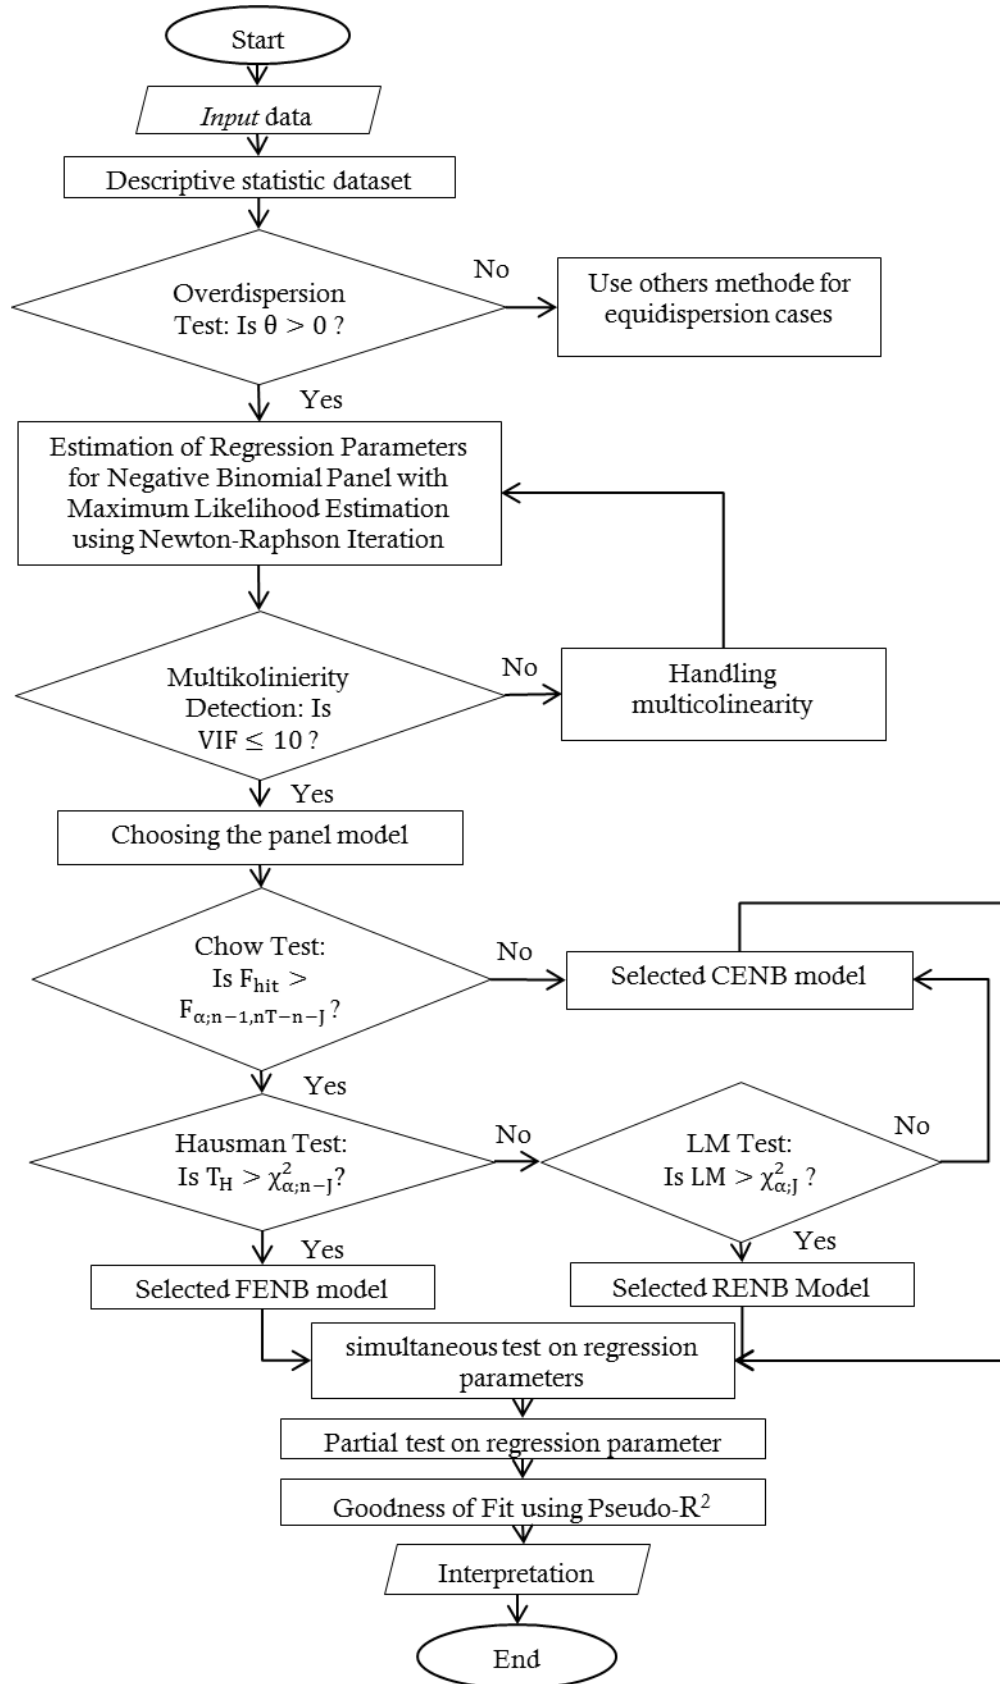 Start
Input data
Descriptive statistic dataset
Overdispersion
Test: Is θ > 0 ?
No
Use others methode for
equidispersion cases
Yes
Estimation of Regression Parameters
for Negative Binomial Panel with
Maximum Likelihood Estimation
using Newton-Raphson Iteration
Multikolinierity
Detection: Is
VIF ≤ 10 ?
No
Handling
multicolinearity
Yes
Choosing the panel model
Chow Test:
Is F_hit >
F_α;n−1,nT−n−J ?
No
Selected CENB model
Yes
Hausman Test:
Is T_H > χ²_α;n−J?
No
LM Test:
Is LM > χ²_α;J ?
No
Yes
Yes
Selected FENB model
Selected RENB Model
simultaneous test on regression
parameters
Partial test on regression parameter
Goodness of Fit using Pseudo-R²
Interpretation
End